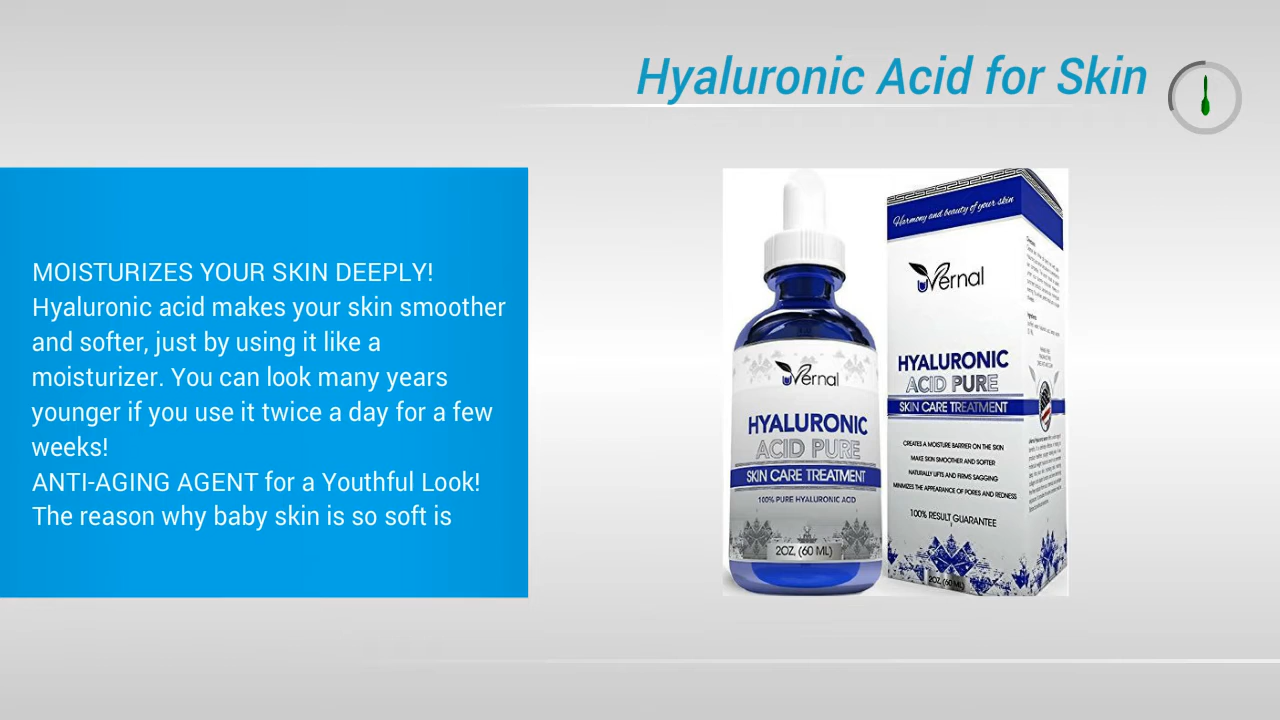 Hyaluronic Acid for Skin
MOISTURIZES YOUR SKIN DEEPLY!
Hyaluronic acid makes your skin smoother
and softer, just by using it like a
moisturizer. You can look many years
younger if you use it twice a day for a few
weeks!
ANTI-AGING AGENT for a Youthful Look!
The reason why baby skin is so soft is
Vernal
HYALURONIC
ACID PURE
SKIN CARE TREATMENT
100% PURE HYALURONIC ACID
2OZ. (60 ML)
Harmony and beauty of your skin
Vernal
HYALURONIC
ACID PURE
SKIN CARE TREATMENT
CREATES A MOISTURE BARRIER ON THE SKIN
MAKE SKIN SMOOTHER AND SOFTER
NATURALLY LIFTS AND FIRMS SAGGING
MINIMIZES THE APPEARANCE OF PORES AND REDNESS
100% RESULT GUARANTEE
2OZ. (60 ML)